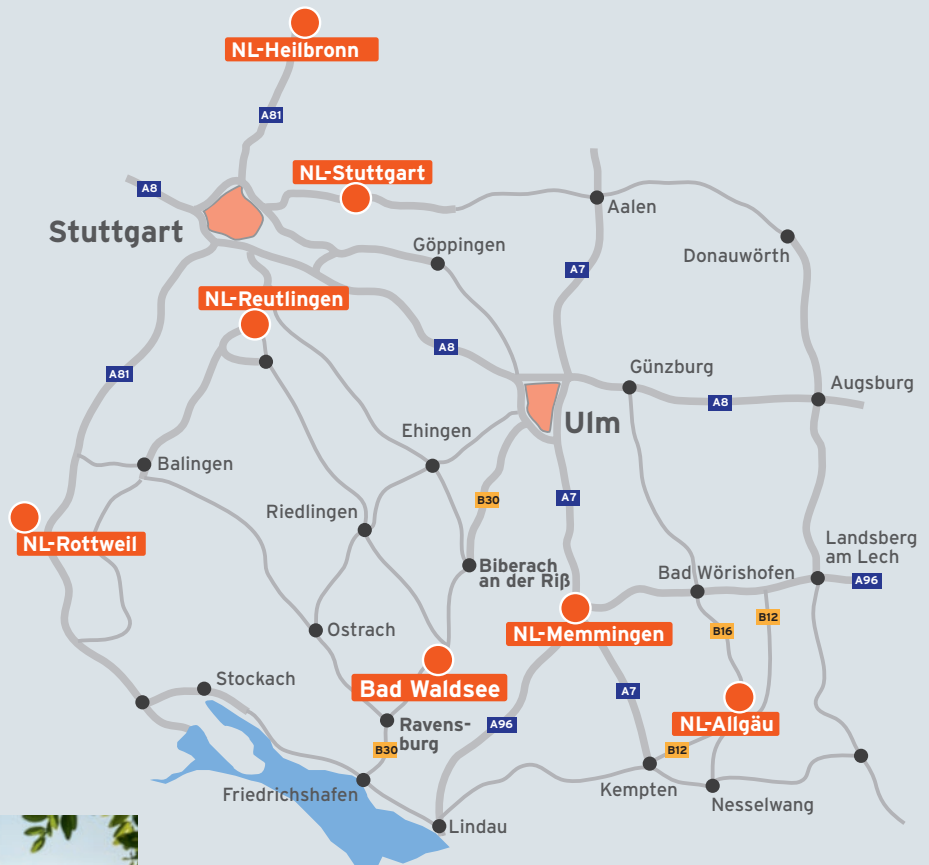 NL-Heilbronn
A81
NL-Stuttgart
A8
Aalen
Stuttgart
Göppingen
Donauwörth
A7
NL-Reutlingen
A8
Günzburg
A81
Augsburg
A8
Ulm
Ehingen
Balingen
B30
A7
Riedlingen
NL-Rottweil
Landsberg
am Lech
Biberach
an der Riß
Bad Wörishofen
A96
B12
Ostrach
NL-Memmingen
B16
Stockach
Bad Waldsee
A7
NL-Allgäu
Ravens-
burg
A96
B30
B12
Friedrichshafen
Kempten
Nesselwang
Lindau